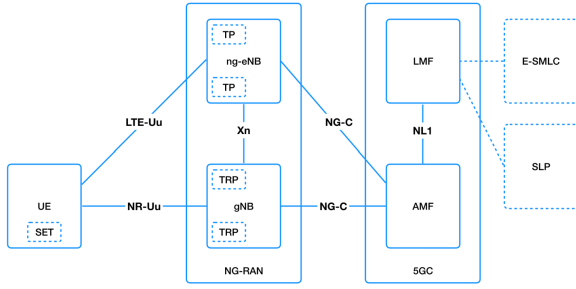 TP
ng-eNB
TP
LTE-Uu
Xn
NG-C
LMF
E-SMLC
NL1
SLP
UE
SET
NR-Uu
TRP
gNB
TRP
NG-C
AMF
NG-RAN
5GC